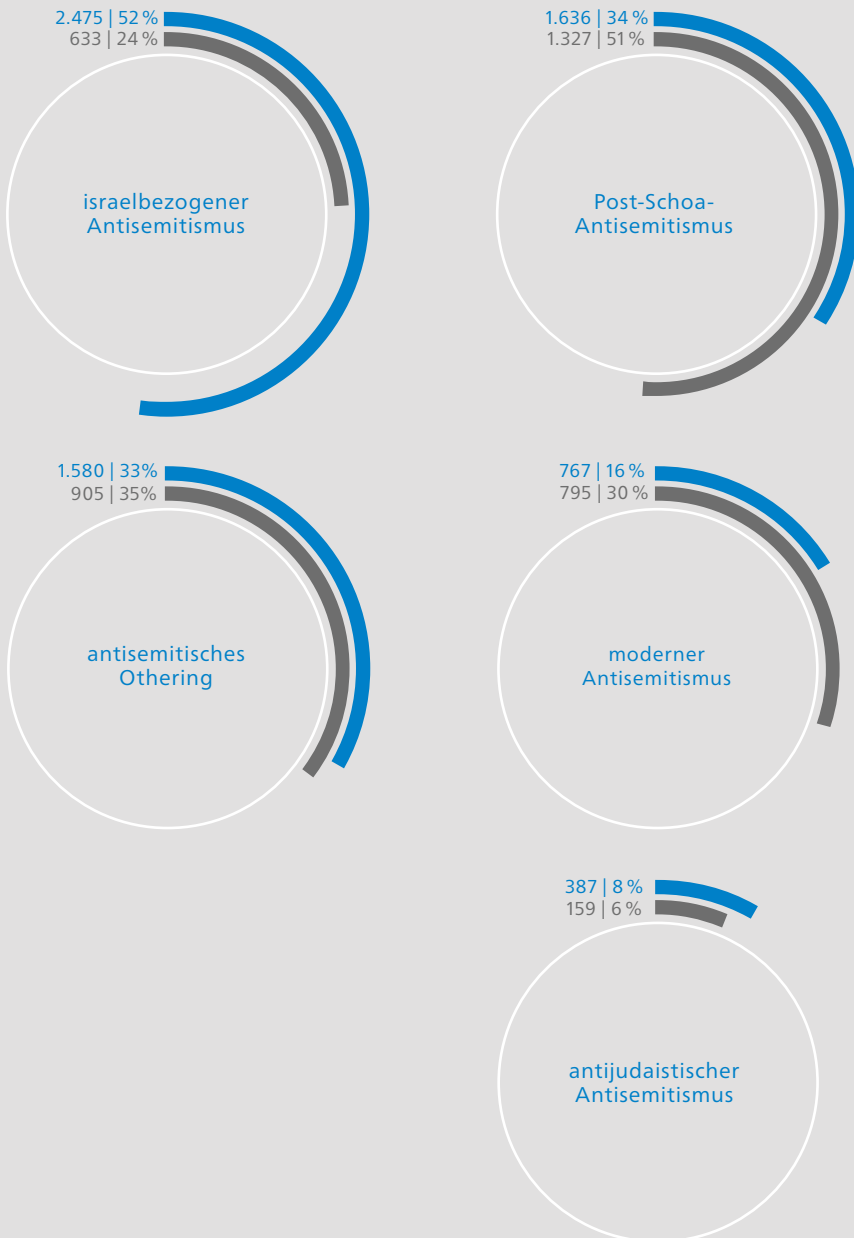 2.475 | 52 %
633 | 24 %
israelbezogener
Antisemitismus
1.636 | 34 %
1.327 | 51 %
Post-Schoa-
Antisemitismus
1.580 | 33%
905 | 35%
antisemitisches
Othering
767 | 16 %
795 | 30 %
moderner
Antisemitismus
387 | 8 %
159 | 6 %
antijudaistischer
Antisemitismus